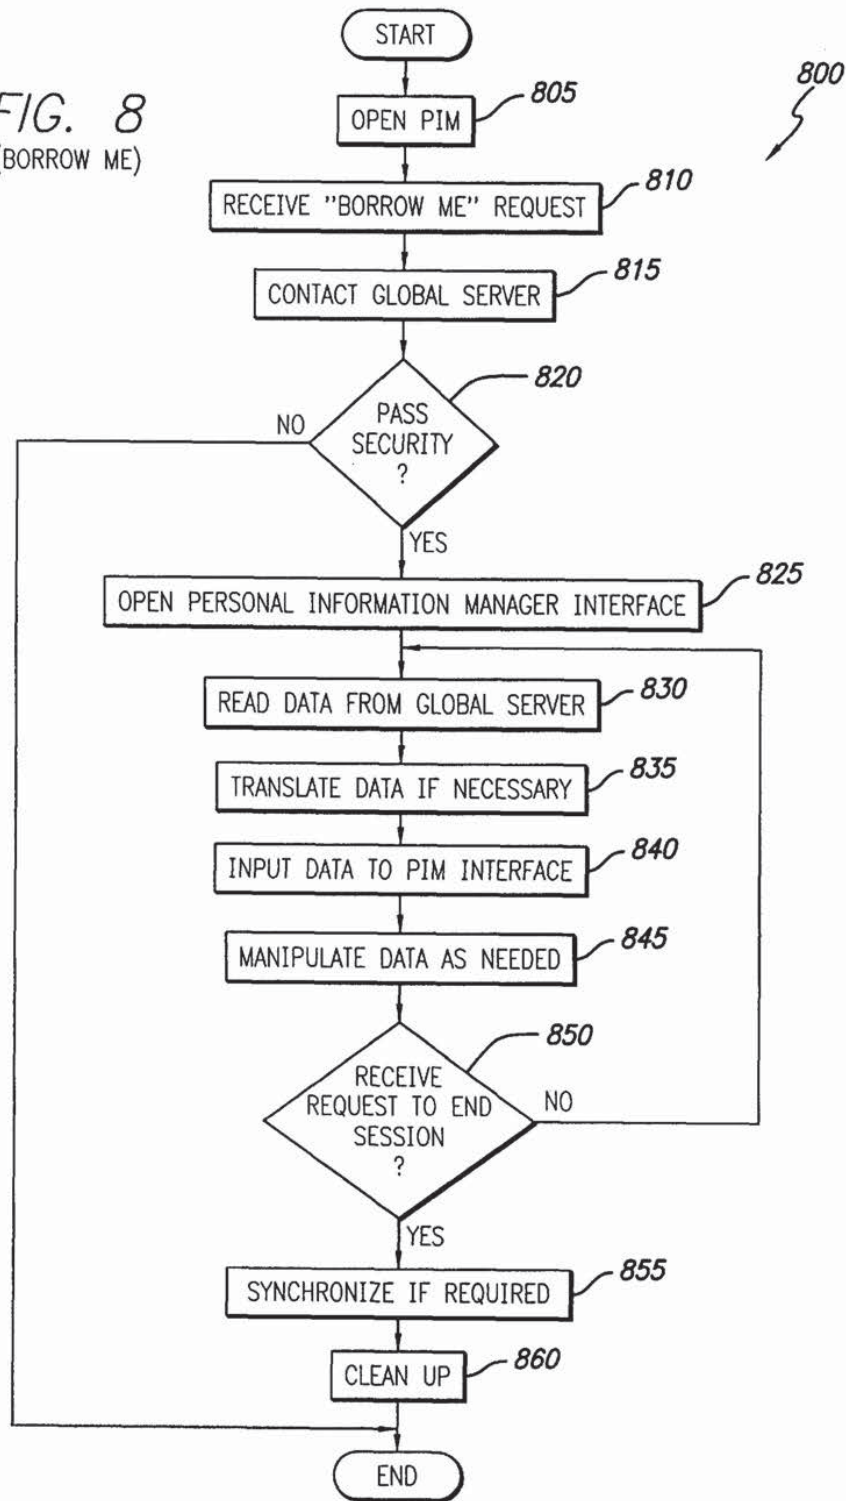 START
FIG. 8
(BORROW ME)
800
OPEN PIM
805
RECEIVE "BORROW ME" REQUEST
810
CONTACT GLOBAL SERVER
815
PASS
SECURITY
?
820
NO
YES
OPEN PERSONAL INFORMATION MANAGER INTERFACE
825
READ DATA FROM GLOBAL SERVER
830
TRANSLATE DATA IF NECESSARY
835
INPUT DATA TO PIM INTERFACE
840
MANIPULATE DATA AS NEEDED
845
RECEIVE
REQUEST TO END
SESSION
?
850
NO
YES
SYNCHRONIZE IF REQUIRED
855
CLEAN UP
860
END